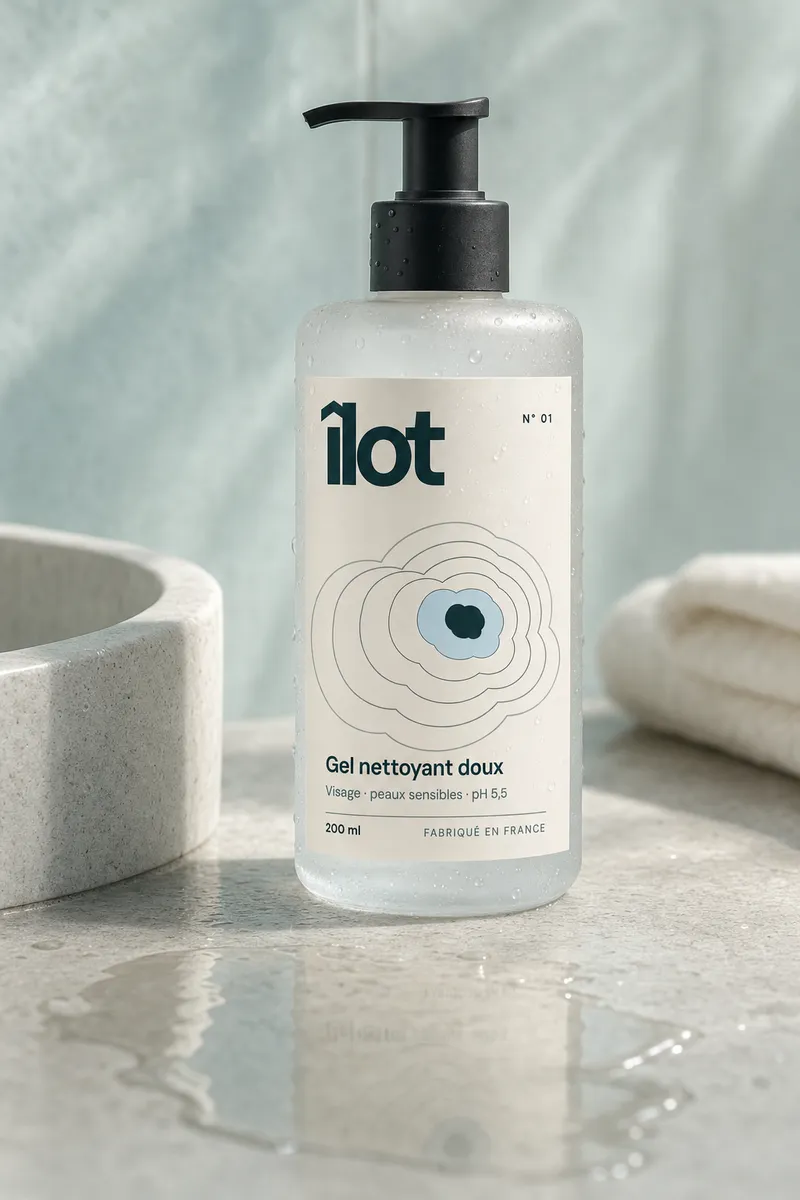 îlot
N° 01
Gel nettoyant doux
Visage · peaux sensibles · pH 5,5
200 ml
FABRIQUÉ EN FRANCE